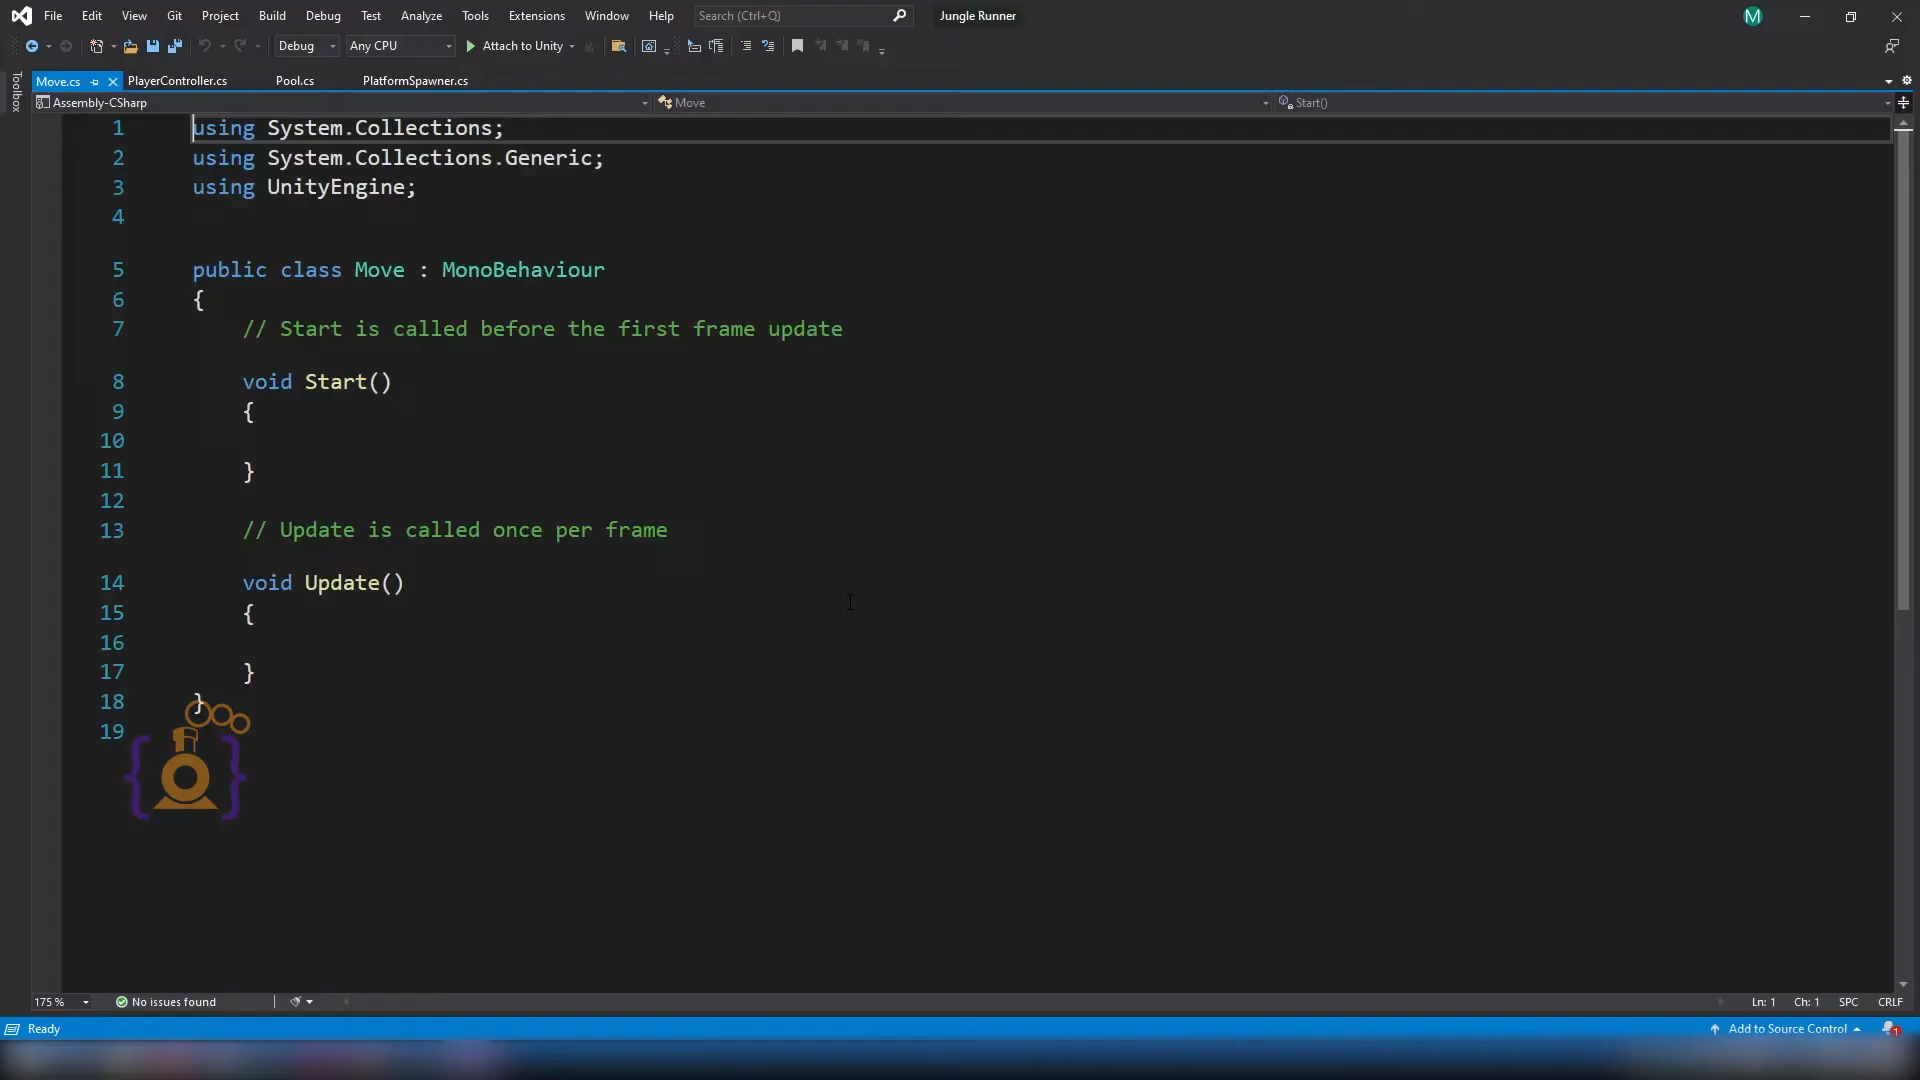 File Edit View Git Project Build Debug Test Analyze Tools Extensions Window Help Search (Ctrl+Q) Jungle Runner M
Debug Any CPU Attach to Unity
Toolbox
Move.cs PlayerController.cs Pool.cs PlatformSpawner.cs
Assembly-CSharp Move Start()
1 using System.Collections;
2 using System.Collections.Generic;
3 using UnityEngine;
4
5 public class Move : MonoBehaviour
6 {
7 // Start is called before the first frame update
8 void Start()
9 {
10
11 }
12
13 // Update is called once per frame
14 void Update()
15 {
16
17 }
18 }
19
175 % No issues found Ln: 1 Ch: 1 SPC CRLF
Ready Add to Source Control 1